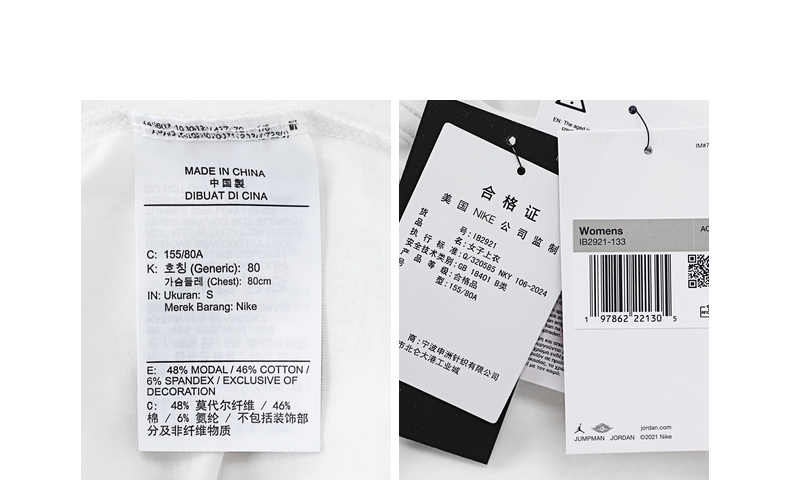 MADE IN CHINA
中国製
DIBUAT DI CINA
C: 155/80A
K: 호칭 (Generic): 80
가슴둘레 (Chest): 80cm
IN: Ukuran: S
Merek Barang: Nike
E: 48% MODAL / 46% COTTON /
6% SPANDEX / EXCLUSIVE OF
DECORATION
C: 48% 莫代尔纤维 / 46%
棉 / 6% 氨纶 / 不包括装饰部
分及非纤维物质
合格证
美国 NIKE 公司监制
货号: IB2921
品名: 女子上衣
执行标准: Q/320585 NKY 106-2024
安全技术类别: GB 18401 B类
产品等级: 合格品
号型: 155/80A
商: 宁波申洲针织有限公司
市北仑大港工业城
EN: The aged in
IM#7
Womens
IB2921-133
1 97862 22130 5
JUMPMAN JORDAN
jordan.com
©2021 Nike